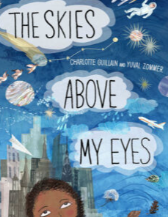 THE SKIES
CHARLOTTE GUILLAIN AND YUVAL ZOMMER
ABOVE
MY EYES